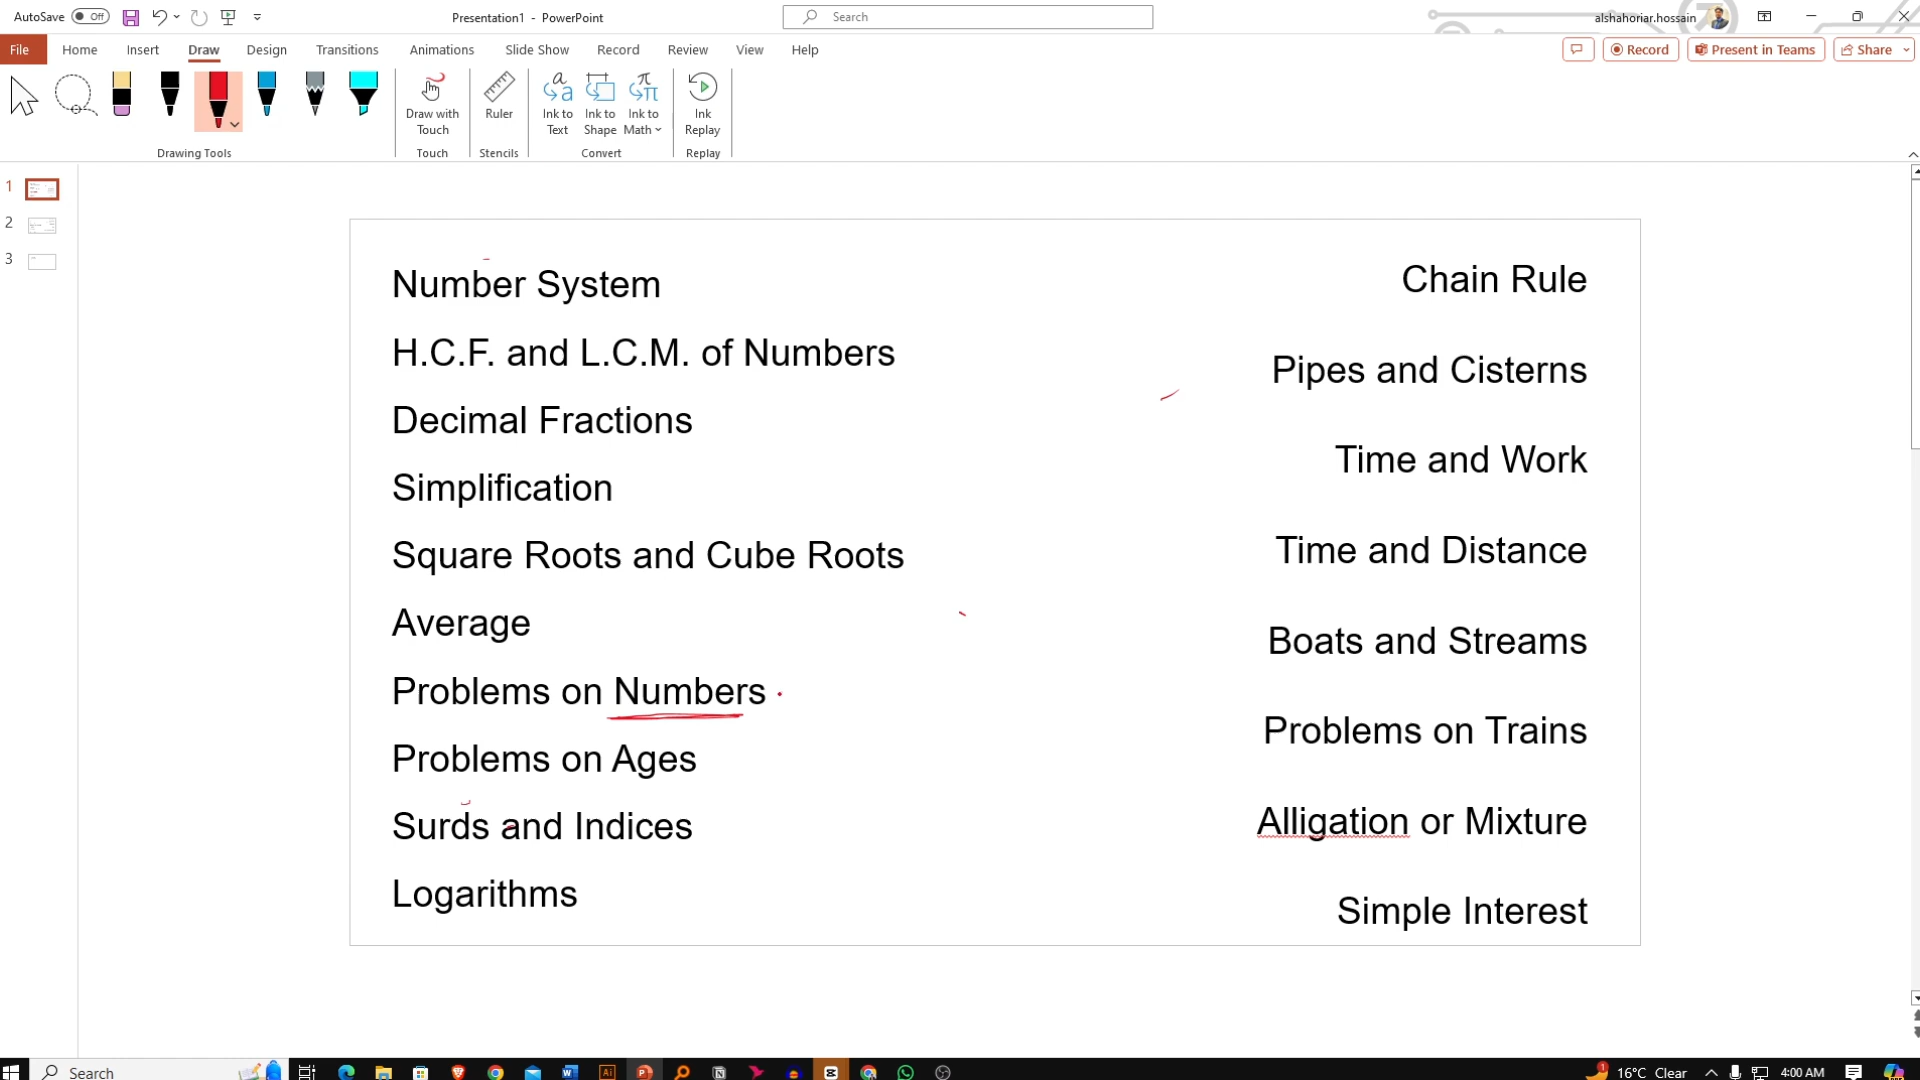 AutoSave Off Presentation1 - PowerPoint Search alshahoriar.hossain
File Home Insert Draw Design Transitions Animations Slide Show Record Review View Help Record Present in Teams Share
Draw with Touch
Ruler
Ink to Text
Ink to Shape
Ink to Math
Ink Replay
Drawing Tools Touch Stencils Convert Replay
1
2
3
Number System
H.C.F. and L.C.M. of Numbers
Decimal Fractions
Simplification
Square Roots and Cube Roots
Average
Problems on Numbers
Problems on Ages
Surds and Indices
Logarithms
Chain Rule
Pipes and Cisterns
Time and Work
Time and Distance
Boats and Streams
Problems on Trains
Alligation or Mixture
Simple Interest
Search 16°C Clear 4:00 AM